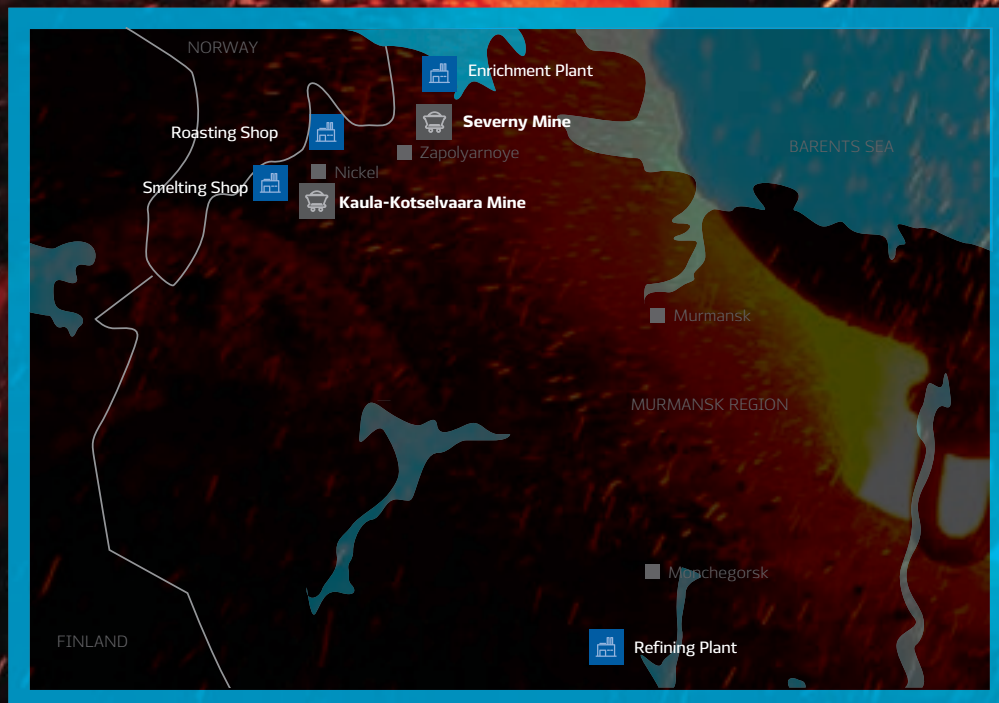 NORWAY
Enrichment Plant
Severny Mine
Roasting Shop
BARENTS SEA
Zapolyarnoye
Nickel
Smelting Shop
Kaula-Kotselvaara Mine
Murmansk
MURMANSK REGION
Monchegorsk
FINLAND
Refining Plant